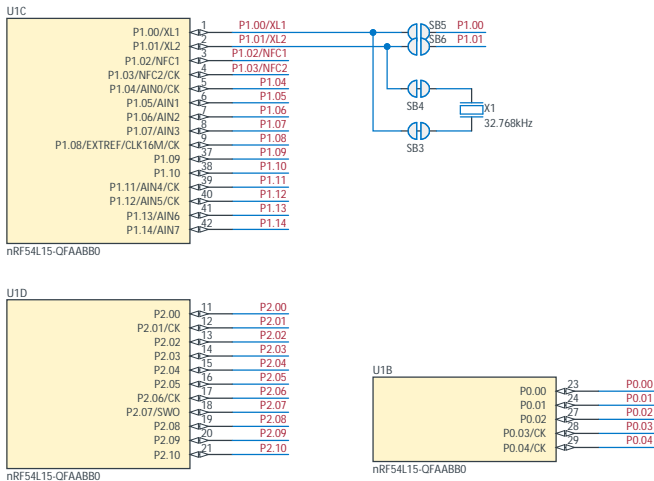 U1C
P1.00/XL1 1 P1.00/XL1 SB5 P1.00
P1.01/XL2 2 P1.01/XL2 SB6 P1.01
P1.02/NFC1 3 P1.02/NFC1
P1.03/NFC2/CK 4 P1.03/NFC2
P1.04/AIN0/CK 5 P1.04
P1.05/AIN1 6 P1.05
P1.06/AIN2 7 P1.06
P1.07/AIN3 8 P1.07
P1.08/EXTREF/CLK16M/CK 9 P1.08
P1.09 37 P1.09
P1.10 38 P1.10
P1.11/AIN4/CK 39 P1.11
P1.12/AIN5/CK 40 P1.12
P1.13/AIN6 41 P1.13
P1.14/AIN7 42 P1.14
nRF54L15-QFAABB0
SB4
X1
32.768kHz
SB3
U1D
P2.00 11 P2.00
P2.01/CK 12 P2.01
P2.02 13 P2.02
P2.03 14 P2.03
P2.04 15 P2.04
P2.05 16 P2.05
P2.06/CK 17 P2.06
P2.07/SWO 18 P2.07
P2.08 19 P2.08
P2.09 20 P2.09
P2.10 21 P2.10
nRF54L15-QFAABB0
U1B
P0.00 23 P0.00
P0.01 24 P0.01
P0.02 27 P0.02
P0.03/CK 28 P0.03
P0.04/CK 29 P0.04
nRF54L15-QFAABB0